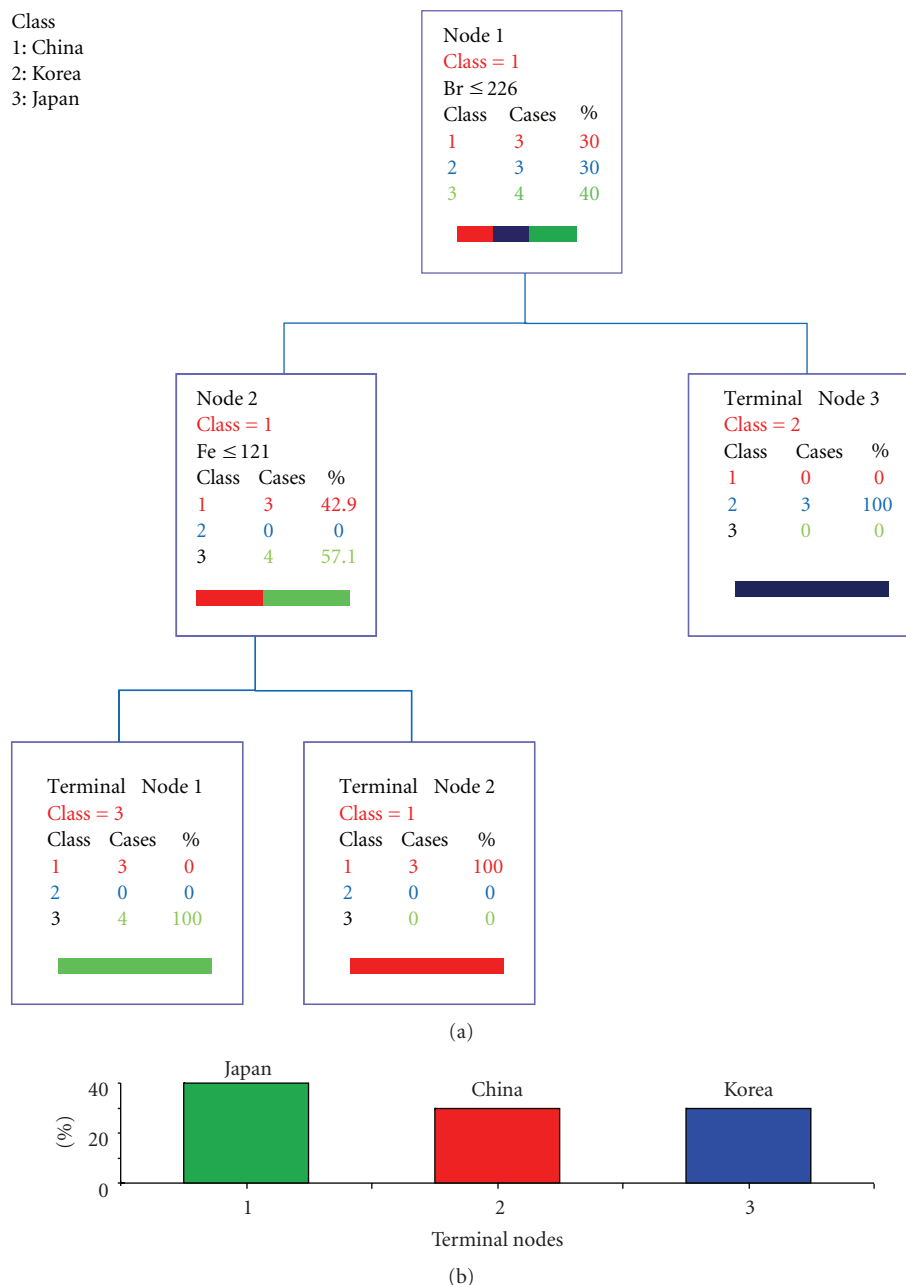 Class
1: China
2: Korea
3: Japan
Node 1
Class = 1
Br ≤ 226
Class Cases %
1 3 30
2 3 30
3 4 40
Node 2
Class = 1
Fe ≤ 121
Class Cases %
1 3 42.9
2 0 0
3 4 57.1
Terminal Node 3
Class = 2
Class Cases %
1 0 0
2 3 100
3 0 0
Terminal Node 1
Class = 3
Class Cases %
1 3 0
2 0 0
3 4 100
Terminal Node 2
Class = 1
Class Cases %
1 3 100
2 0 0
3 0 0
(a)
Japan
China
Korea
(%)
40
20
0
1 2 3
Terminal nodes
(b)